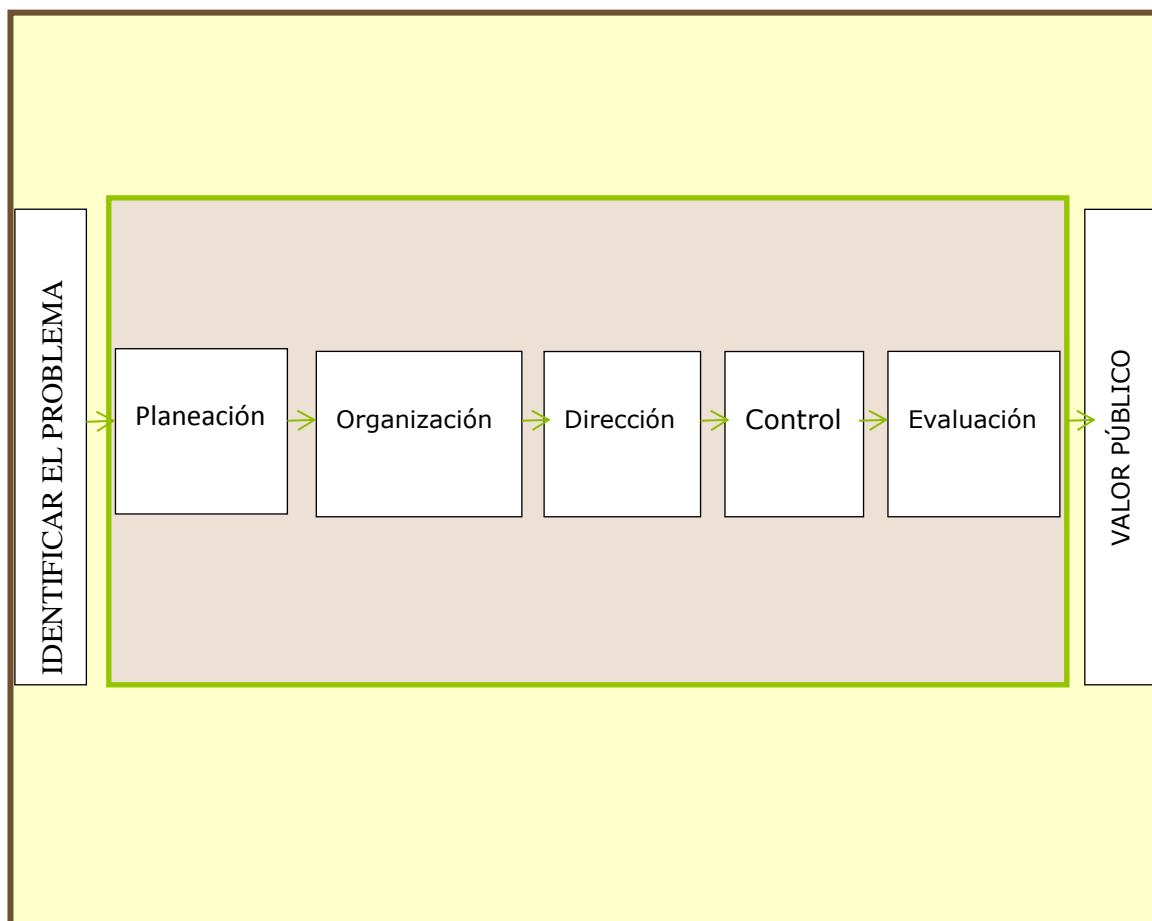 IDENTIFICAR EL PROBLEMA
Planeación
Organización
Dirección
Control
Evaluación
VALOR PÚBLICO